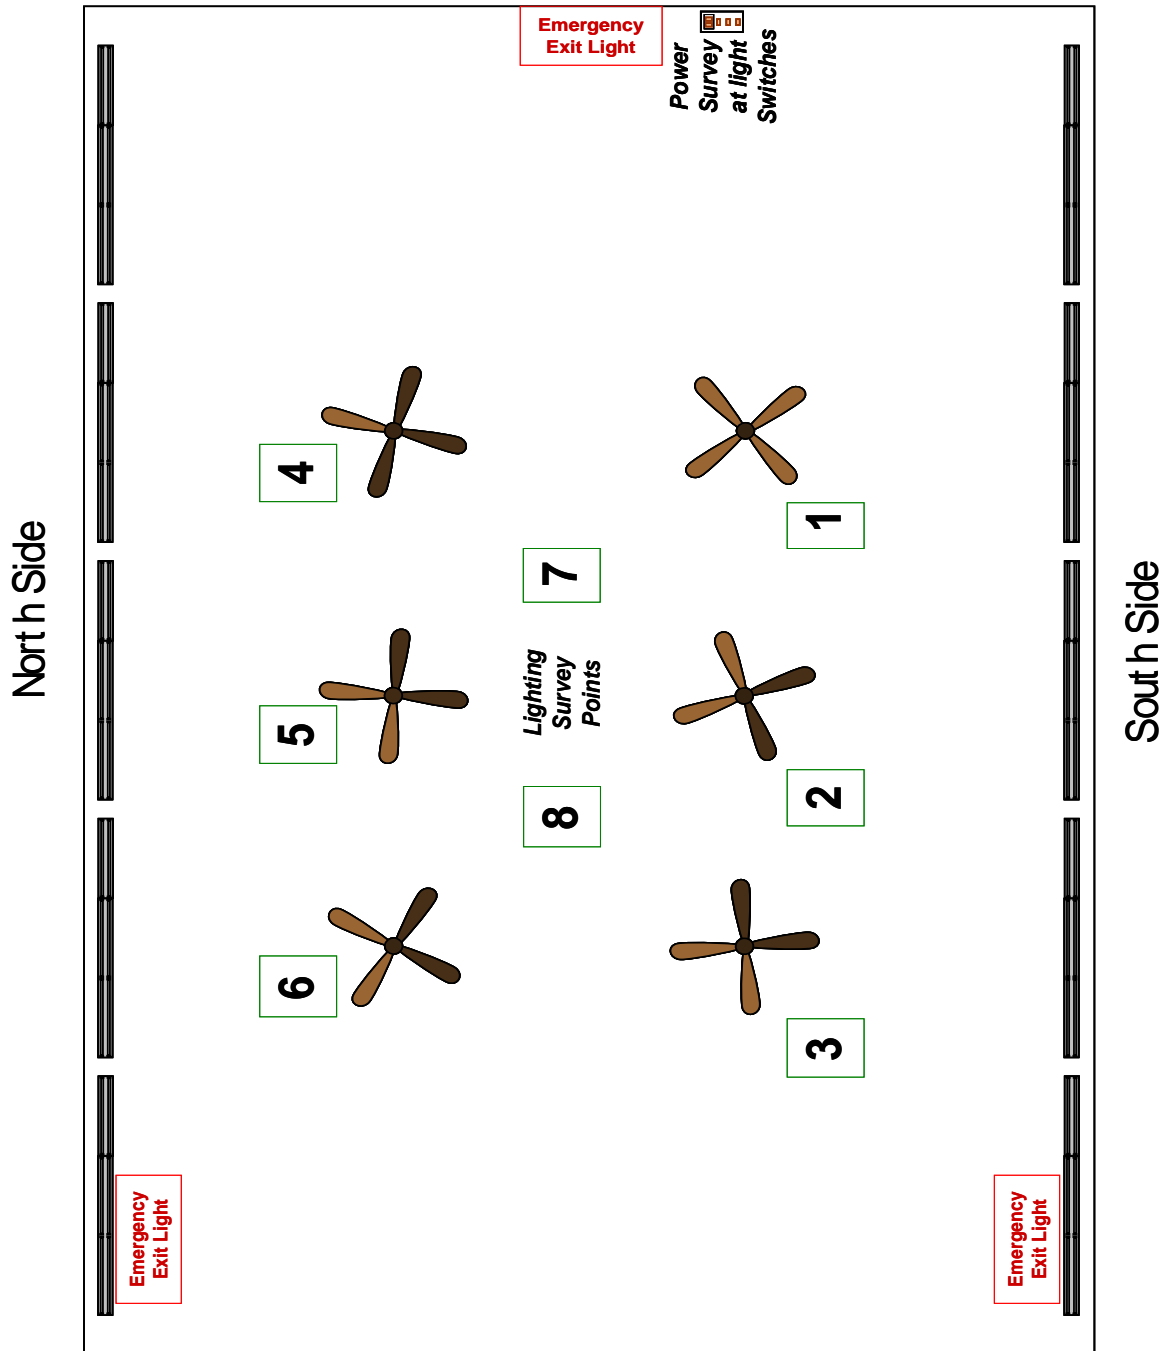 Emergency
Exit Light
Power
Survey
at light
Switches
North Side
South Side
4
1
7
Lighting
Survey
Points
5
2
8
6
3
Emergency
Exit Light
Emergency
Exit Light